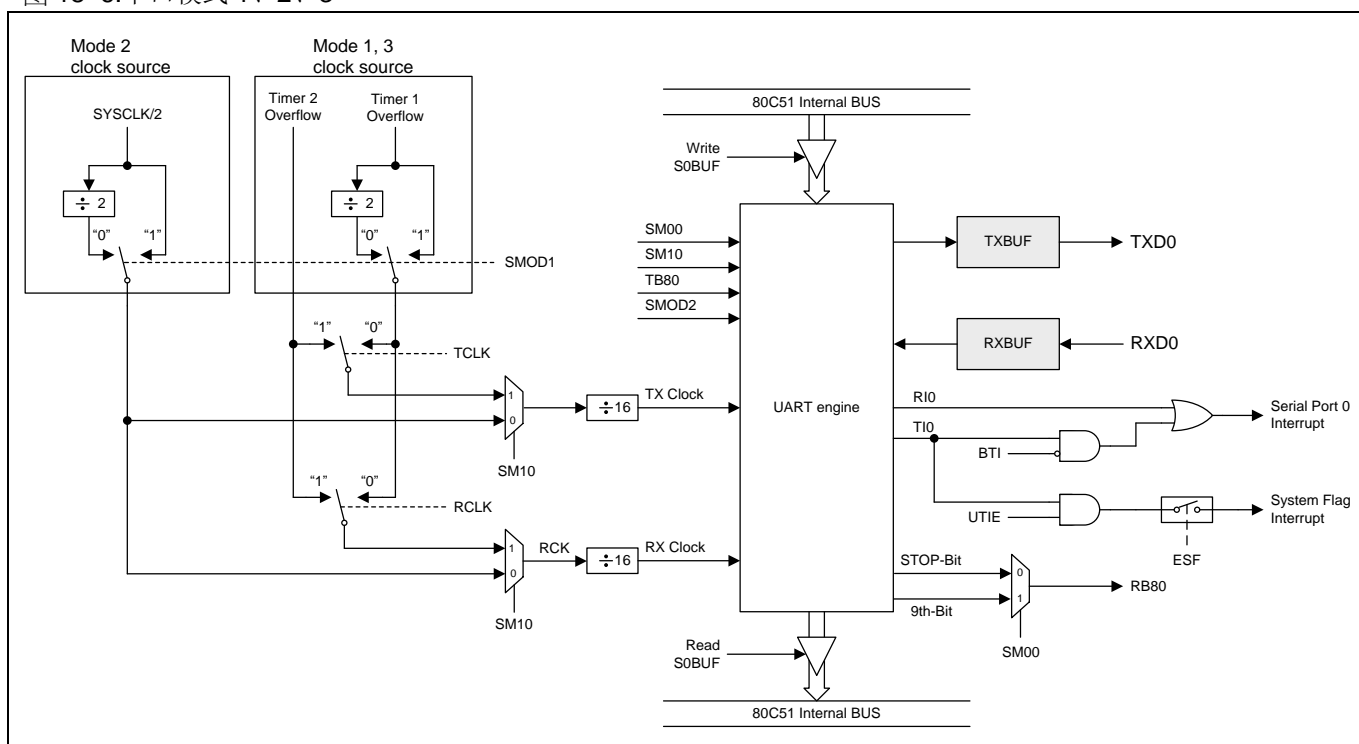 Mode 2
clock source
Mode 1, 3
clock source
SYSCLK/2
Timer 2
Overflow
Timer 1
Overflow
÷ 2
÷ 2
“0”
“1”
“0”
“1”
SMOD1
“1”
“0”
TCLK
1
0
SM10
÷16
TX Clock
“1”
“0”
RCLK
1
0
SM10
RCK
÷16
RX Clock
80C51 Internal BUS
Write
S0BUF
SM00
SM10
TB80
SMOD2
UART engine
TXBUF
TXD0
RXBUF
RXD0
RI0
TI0
BTI
Serial Port 0
Interrupt
UTIE
ESF
System Flag
Interrupt
STOP-Bit
9th-Bit
0
1
SM00
RB80
Read
S0BUF
80C51 Internal BUS